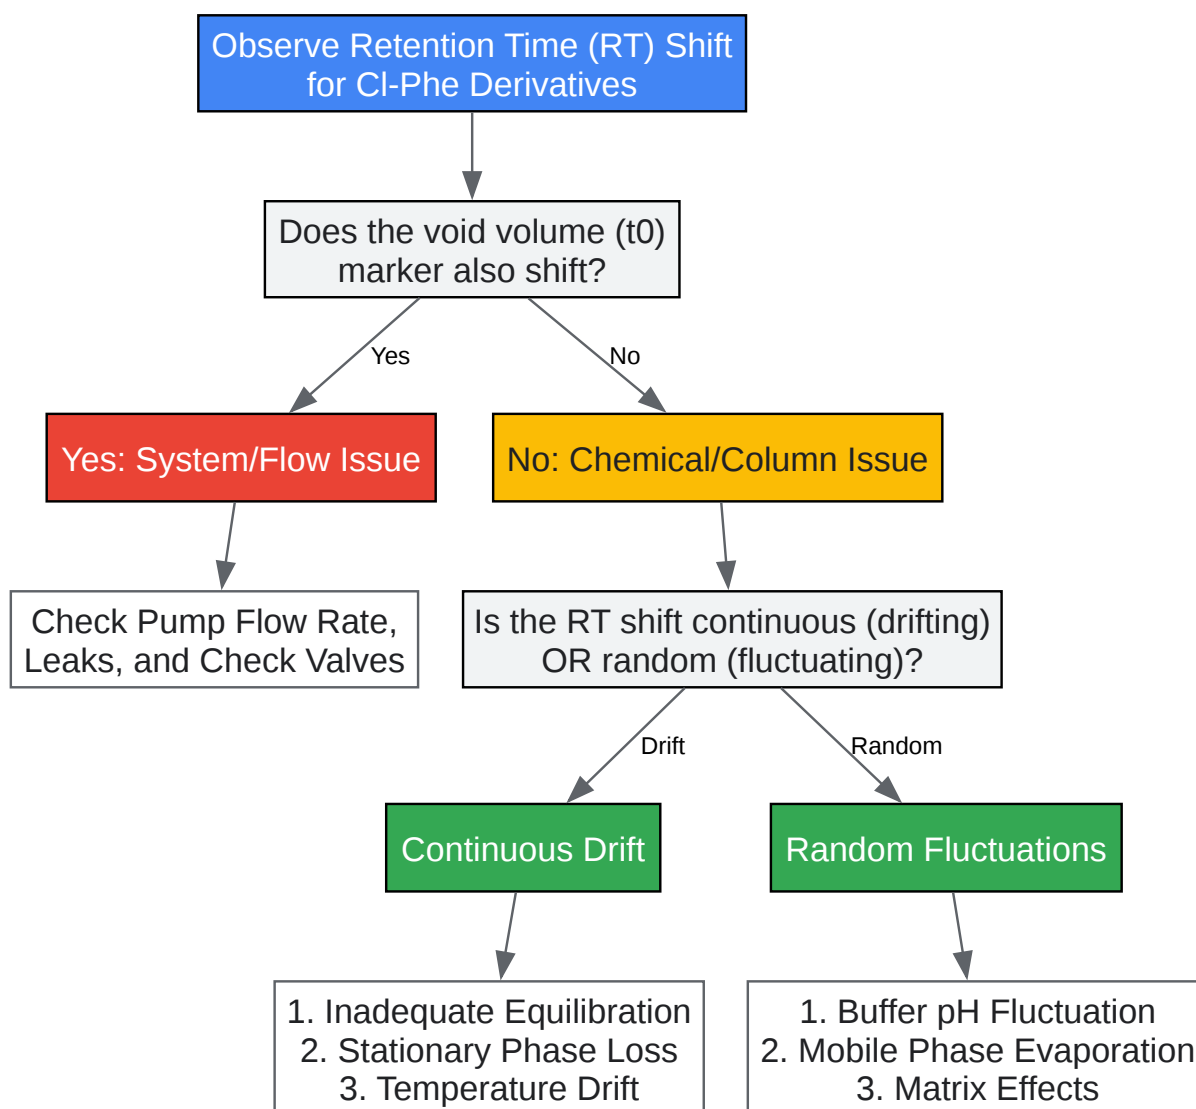 Observe Retention Time (RT) Shift
for Cl-Phe Derivatives
Does the void volume (t0)
marker also shift?
Yes
No
Yes: System/Flow Issue
No: Chemical/Column Issue
Check Pump Flow Rate,
Leaks, and Check Valves
Is the RT shift continuous (drifting)
OR random (fluctuating)?
Drift
Random
Continuous Drift
Random Fluctuations
1. Inadequate Equilibration
2. Stationary Phase Loss
3. Temperature Drift
1. Buffer pH Fluctuation
2. Mobile Phase Evaporation
3. Matrix Effects